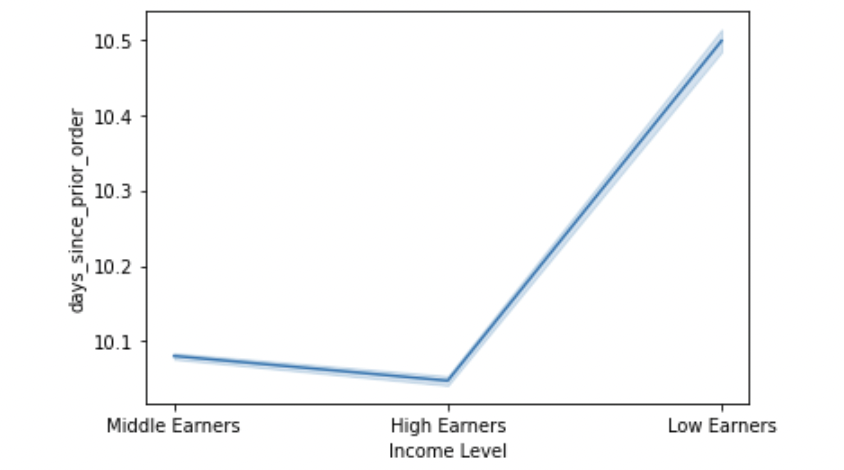 10.5
10.4
10.3
10.2
10.1
days_since_prior_order
Middle Earners High Earners Low Earners
Income Level